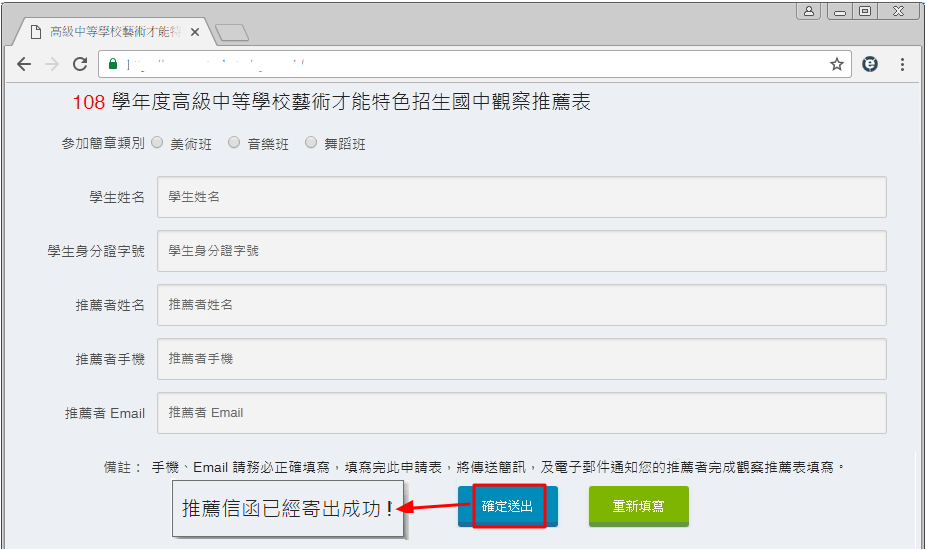 高級中等學校藝術才能特
108 學年度高級中等學校藝術才能特色招生國中觀察推薦表
參加簡章類別 美術班 音樂班 舞蹈班
學生姓名 學生姓名
學生身分證字號 學生身分證字號
推薦者姓名 推薦者姓名
推薦者手機 推薦者手機
推薦者 Email 推薦者 Email
備註： 手機、Email 請務必正確填寫，填寫完此申請表，將傳送簡訊，及電子郵件通知您的推薦者完成觀察推薦表填寫。
推薦信函已經寄出成功！ 確定送出 重新填寫